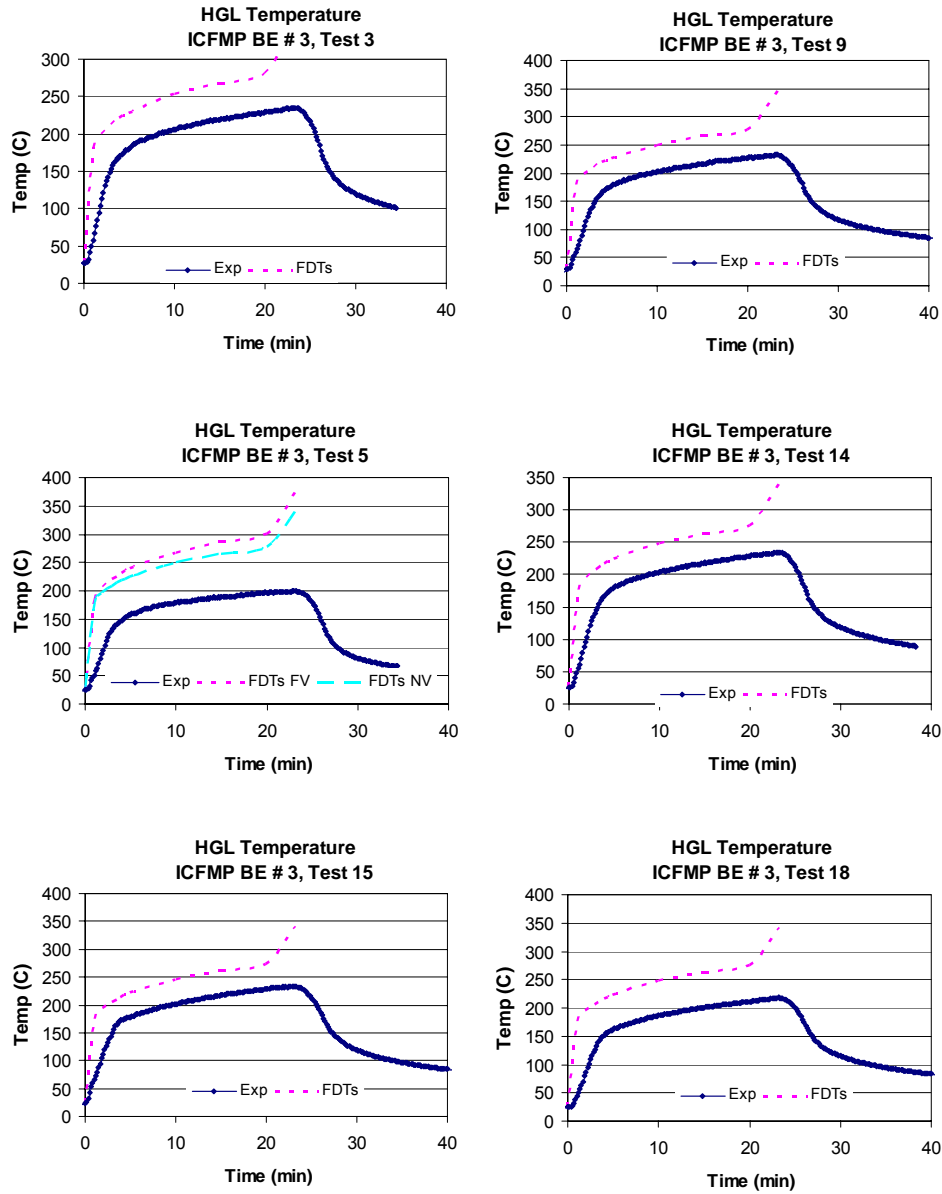 HGL Temperature
ICFMP BE # 3, Test 3
Temp (C)
300
250
200
150
100
50
0
Exp FDTs
0 10 20 30 40
Time (min)
HGL Temperature
ICFMP BE # 3, Test 9
Temp (C)
400
350
300
250
200
150
100
50
0
Exp FDTs
0 10 20 30 40
Time (min)
HGL Temperature
ICFMP BE # 3, Test 5
Temp (C)
400
350
300
250
200
150
100
50
0
Exp FDTs FV FDTs NV
0 10 20 30 40
Time (min)
HGL Temperature
ICFMP BE # 3, Test 14
Temp (C)
350
300
250
200
150
100
50
0
Exp FDTs
0 10 20 30 40
Time (min)
HGL Temperature
ICFMP BE # 3, Test 15
Temp (C)
400
350
300
250
200
150
100
50
0
Exp FDTs
0 10 20 30 40
Time (min)
HGL Temperature
ICFMP BE # 3, Test 18
Temp (C)
400
350
300
250
200
150
100
50
0
Exp FDTs
0 10 20 30 40
Time (min)